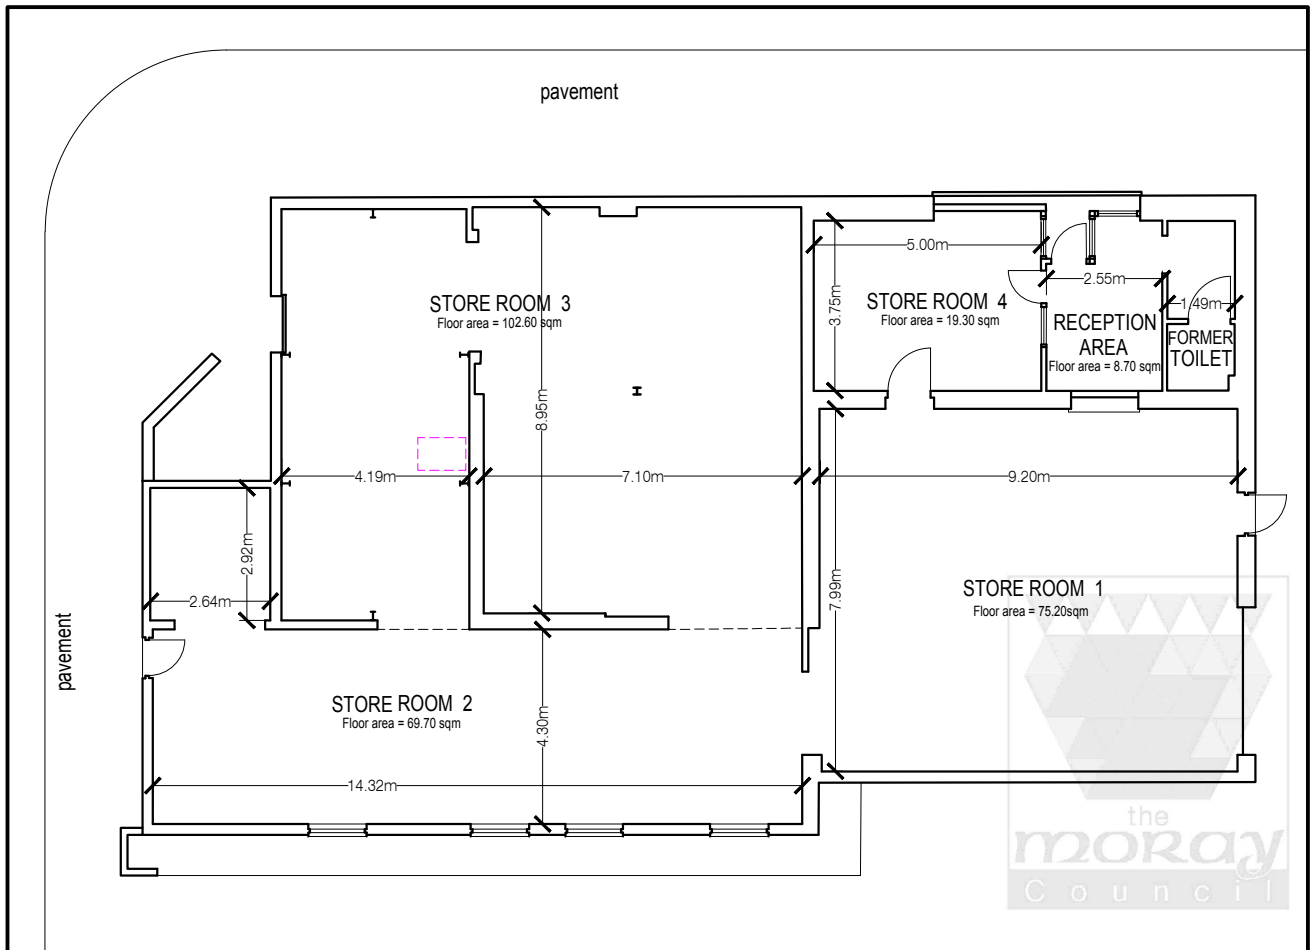 pavement
5.00m
2.55m
1.49m
3.75m
STORE ROOM 3
Floor area = 102.60 sqm
STORE ROOM 4
Floor area = 19.30 sqm
RECEPTION
AREA
Floor area = 8.70 sqm
FORMER
TOILET
8.95m
4.19m
7.10m
9.20m
2.92m
2.64m
7.99m
STORE ROOM 1
Floor area = 75.20sqm
pavement
STORE ROOM 2
Floor area = 69.70 sqm
4.30m
14.32m
the
moray
Council